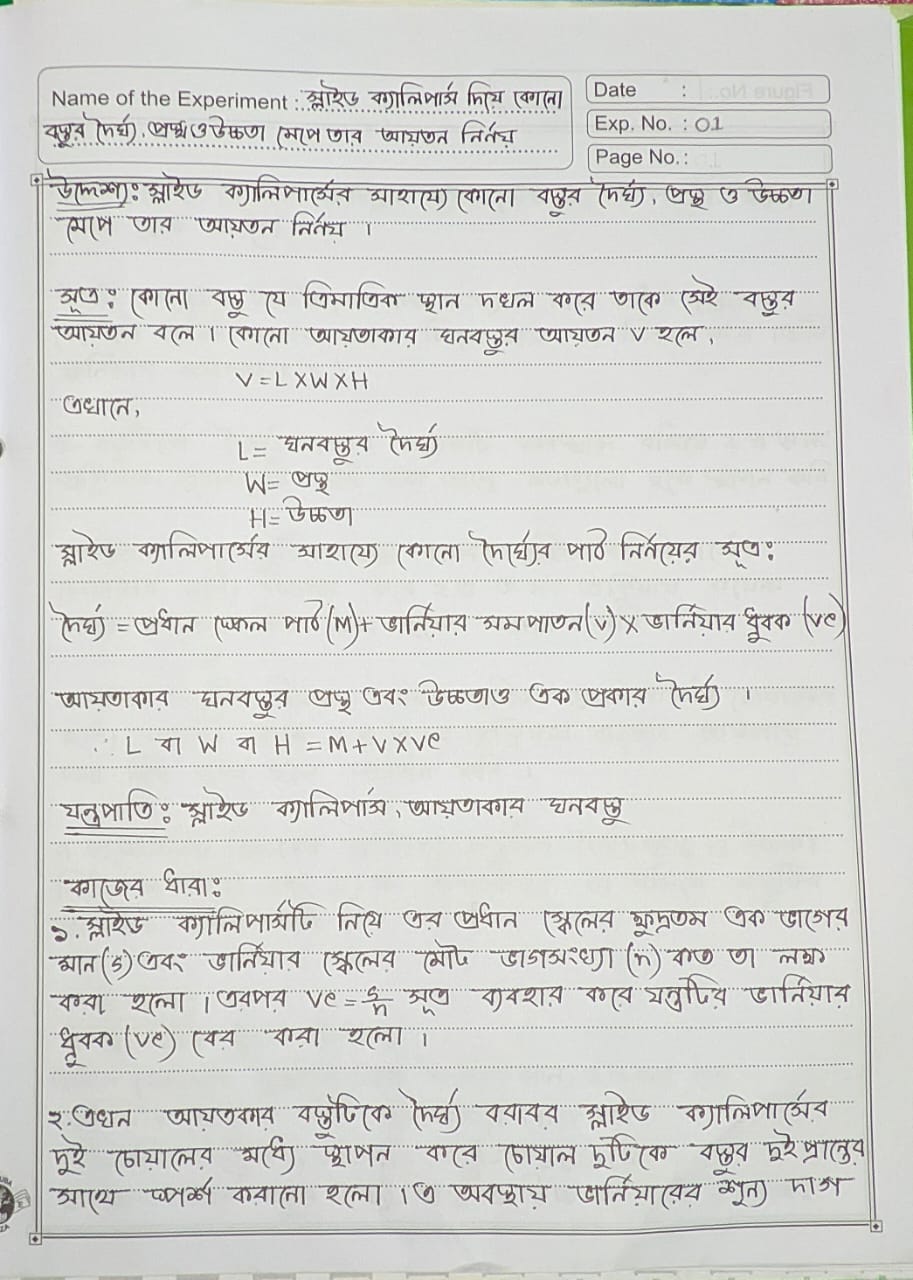 Name of the Experiment : স্লাইড ক্যালিপার্স দিয়ে কোনো
বস্তুর দৈর্ঘ্য, প্রস্থ ও উচ্চতা মেপে তার আয়তন নির্ণয়
Date :
Exp. No. : 01
Page No. :
উদ্দেশ্য: স্লাইড ক্যালিপার্সের সাহায্যে কোনো বস্তুর দৈর্ঘ্য, প্রস্থ ও উচ্চতা
মেপে তার আয়তন নির্ণয় ।
সূত্র: কোনো বস্তু যে ত্রিমাত্রিক স্থান দখল করে তাকে সেই বস্তুর
আয়তন বলে । কোনো আয়তাকার ঘনবস্তুর আয়তন V হলে,
V = L X W X H
এখানে,
L = ঘনবস্তুর দৈর্ঘ্য
W = প্রস্থ
H = উচ্চতা
স্লাইড ক্যালিপার্সের সাহায্যে কোনো দৈর্ঘ্যের পাঠ নির্ণয়ের সূত্র:
দৈর্ঘ্য = প্রধান স্কেল পাঠ (M) + ভার্নিয়ার সমপাতন (V) X ভার্নিয়ার ধ্রুবক (VC)
আয়তাকার ঘনবস্তুর প্রস্থ এবং উচ্চতাও এক প্রকার দৈর্ঘ্য ।
∴ L বা W বা H = M + V X VC
যন্ত্রপাতি: স্লাইড ক্যালিপার্স, আয়তাকার ঘনবস্তু
কাজের ধারা:
১. স্লাইড ক্যালিপার্সটি নিয়ে এর প্রধান স্কেলের ক্ষুদ্রতম এক ভাগের
মান (s) এবং ভার্নিয়ার স্কেলের মোট ভাগসংখ্যা (n) কত তা লক্ষ
করা হলো । এরপর VC = s/n সূত্র ব্যবহার করে যন্ত্রটির ভার্নিয়ার
ধ্রুবক (VC) বের করা হলো ।
২. এখন আয়তকার বস্তুটিকে দৈর্ঘ্য বরাবর স্লাইড ক্যালিপার্সের
দুই চোয়ালের মধ্যে স্থাপন করে চোয়াল দুটিকে বস্তুর দুই প্রান্তের
সাথে স্পর্শ করানো হলো । এ অবস্থায় ভার্নিয়ারের শূন্য দাগ